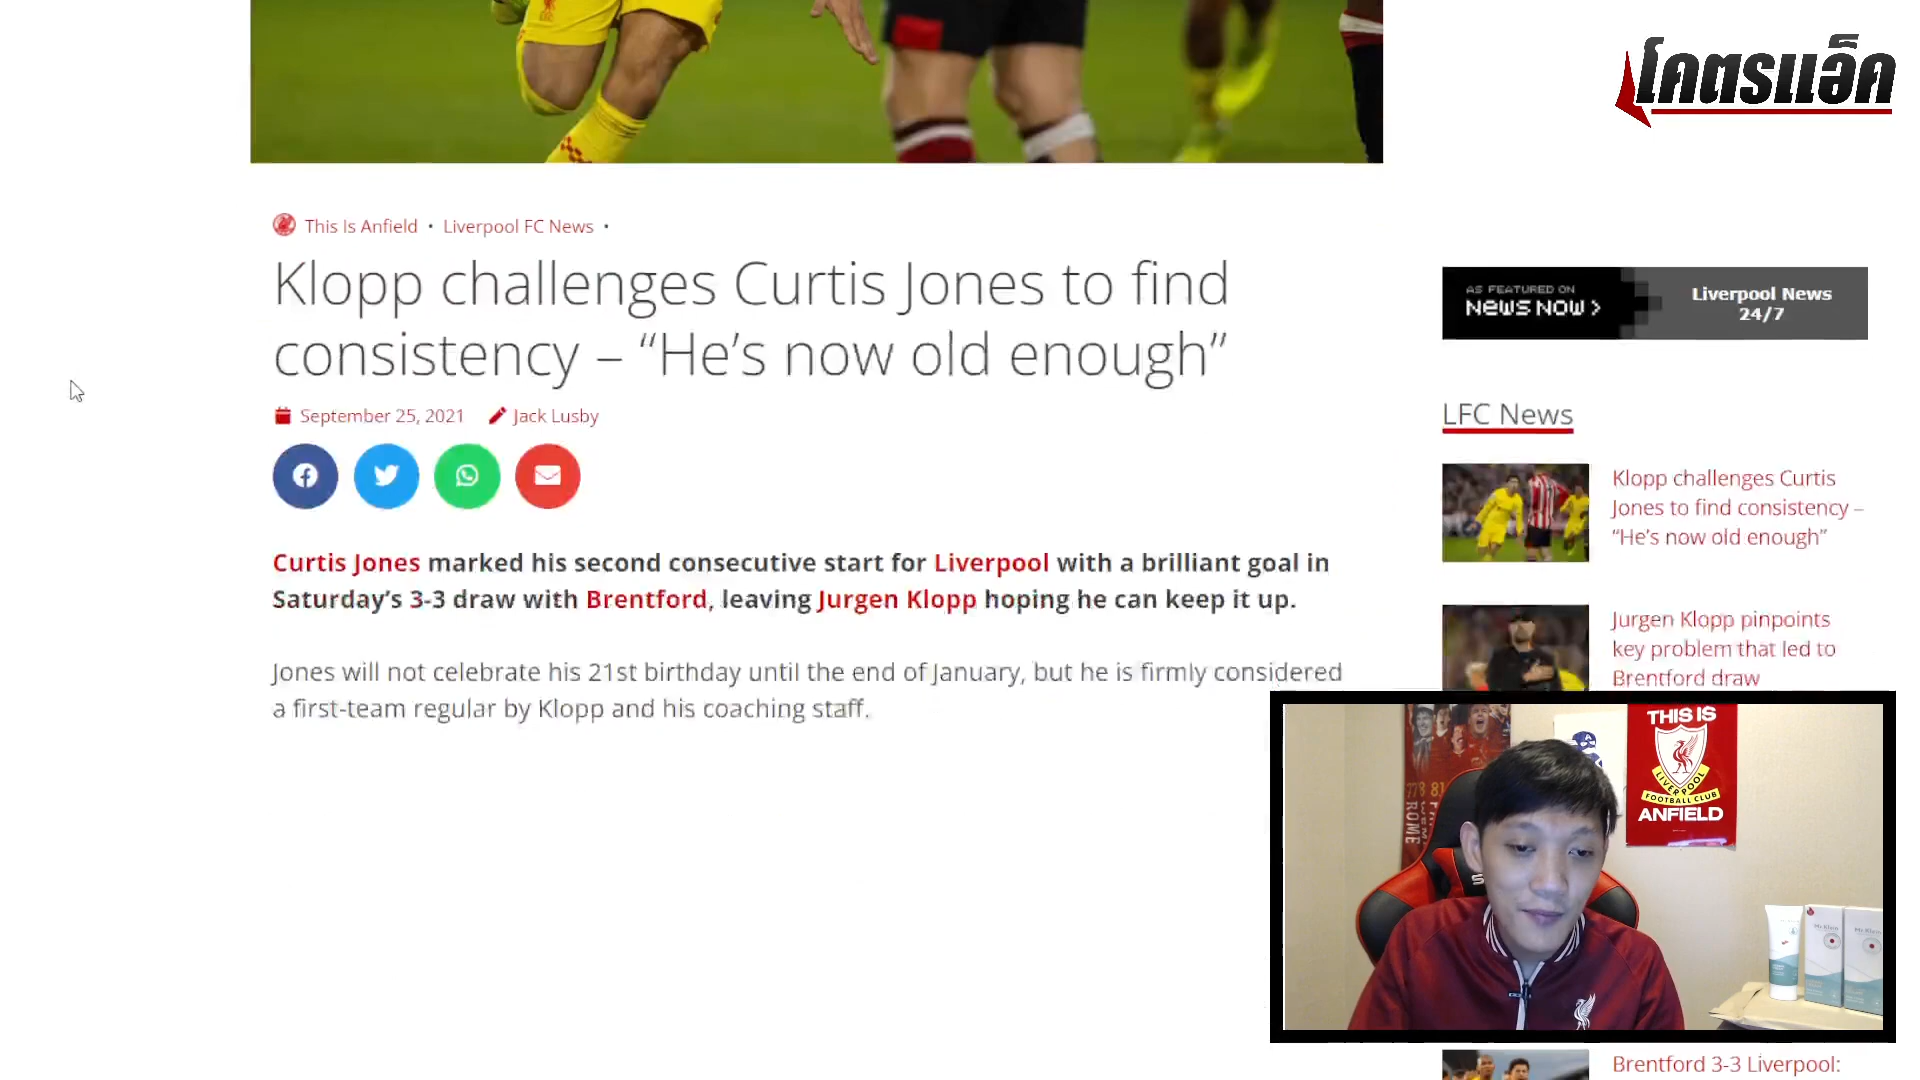 โคตรแอ็ค
This Is Anfield • Liverpool FC News •
Klopp challenges Curtis Jones to find
consistency – “He’s now old enough”
September 25, 2021 Jack Lusby
Curtis Jones marked his second consecutive start for Liverpool with a brilliant goal in
Saturday’s 3-3 draw with Brentford, leaving Jurgen Klopp hoping he can keep it up.
Jones will not celebrate his 21st birthday until the end of January, but he is firmly considered
a first-team regular by Klopp and his coaching staff.
AS FEATURED ON
NEWS NOW >
Liverpool News
24/7
LFC News
Klopp challenges Curtis
Jones to find consistency –
“He’s now old enough”
Jurgen Klopp pinpoints
key problem that led to
Brentford draw
THIS IS
LIVERPOOL
FOOTBALL CLUB
ANFIELD
ROME
Brentford 3-3 Liverpool: